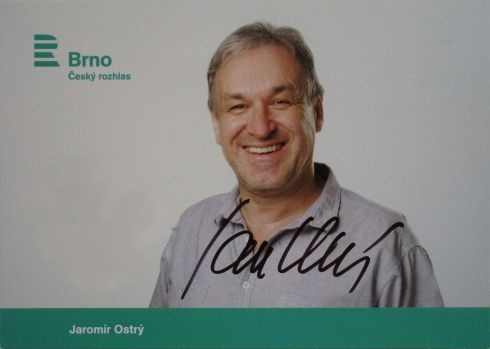 Brno
Český rozhlas
Jaromír Ostrý